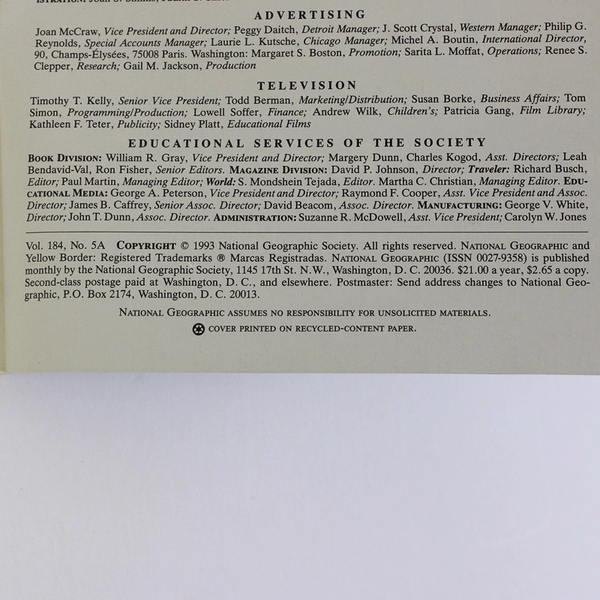 ADVERTISING
Joan McCraw, Vice President and Director; Peggy Daitch, Detroit Manager; J. Scott Crystal, Western Manager; Philip G.
Reynolds, Special Accounts Manager; Laurie L. Kutsche, Chicago Manager; Michel A. Boutin, International Director,
90, Champs-Élysées, 75008 Paris. Washington: Margaret S. Boston, Promotion; Sarita L. Moffat, Operations; Renee S.
Clepper, Research; Gail M. Jackson, Production
TELEVISION
Timothy T. Kelly, Senior Vice President; Todd Berman, Marketing/Distribution; Susan Borke, Business Affairs; Tom
Simon, Programming/Production; Lowell Soffer, Finance; Andrew Wilk, Children's; Patricia Gang, Film Library;
Kathleen F. Teter, Publicity; Sidney Platt, Educational Films
EDUCATIONAL SERVICES OF THE SOCIETY
BOOK DIVISION: William R. Gray, Vice President and Director; Margery Dunn, Charles Kogod, Asst. Directors; Leah
Bendavid-Val, Ron Fisher, Senior Editors. MAGAZINE DIVISION: David P. Johnson, Director; Traveler: Richard Busch,
Editor; Paul Martin, Managing Editor; World: S. Mondshein Tejada, Editor. Martha C. Christian, Managing Editor. EDU-
CATIONAL MEDIA: George A. Peterson, Vice President and Director; Raymond F. Cooper, Asst. Vice President and Assoc.
Director; James B. Caffrey, Senior Assoc. Director; David Beacom, Assoc. Director. MANUFACTURING: George V. White,
Director; John T. Dunn, Assoc. Director. ADMINISTRATION: Suzanne R. McDowell, Asst. Vice President; Carolyn W. Jones
Vol. 184, No. 5A COPYRIGHT © 1993 National Geographic Society. All rights reserved. NATIONAL GEOGRAPHIC and
Yellow Border: Registered Trademarks ® Marcas Registradas. NATIONAL GEOGRAPHIC (ISSN 0027-9358) is published
monthly by the National Geographic Society, 1145 17th St. N.W., Washington, D. C. 20036. $21.00 a year, $2.65 a copy.
Second-class postage paid at Washington, D. C., and elsewhere. Postmaster: Send address changes to National Geo-
graphic, P.O. Box 2174, Washington, D. C. 20013.
NATIONAL GEOGRAPHIC ASSUMES NO RESPONSIBILITY FOR UNSOLICITED MATERIALS.
COVER PRINTED ON RECYCLED-CONTENT PAPER.